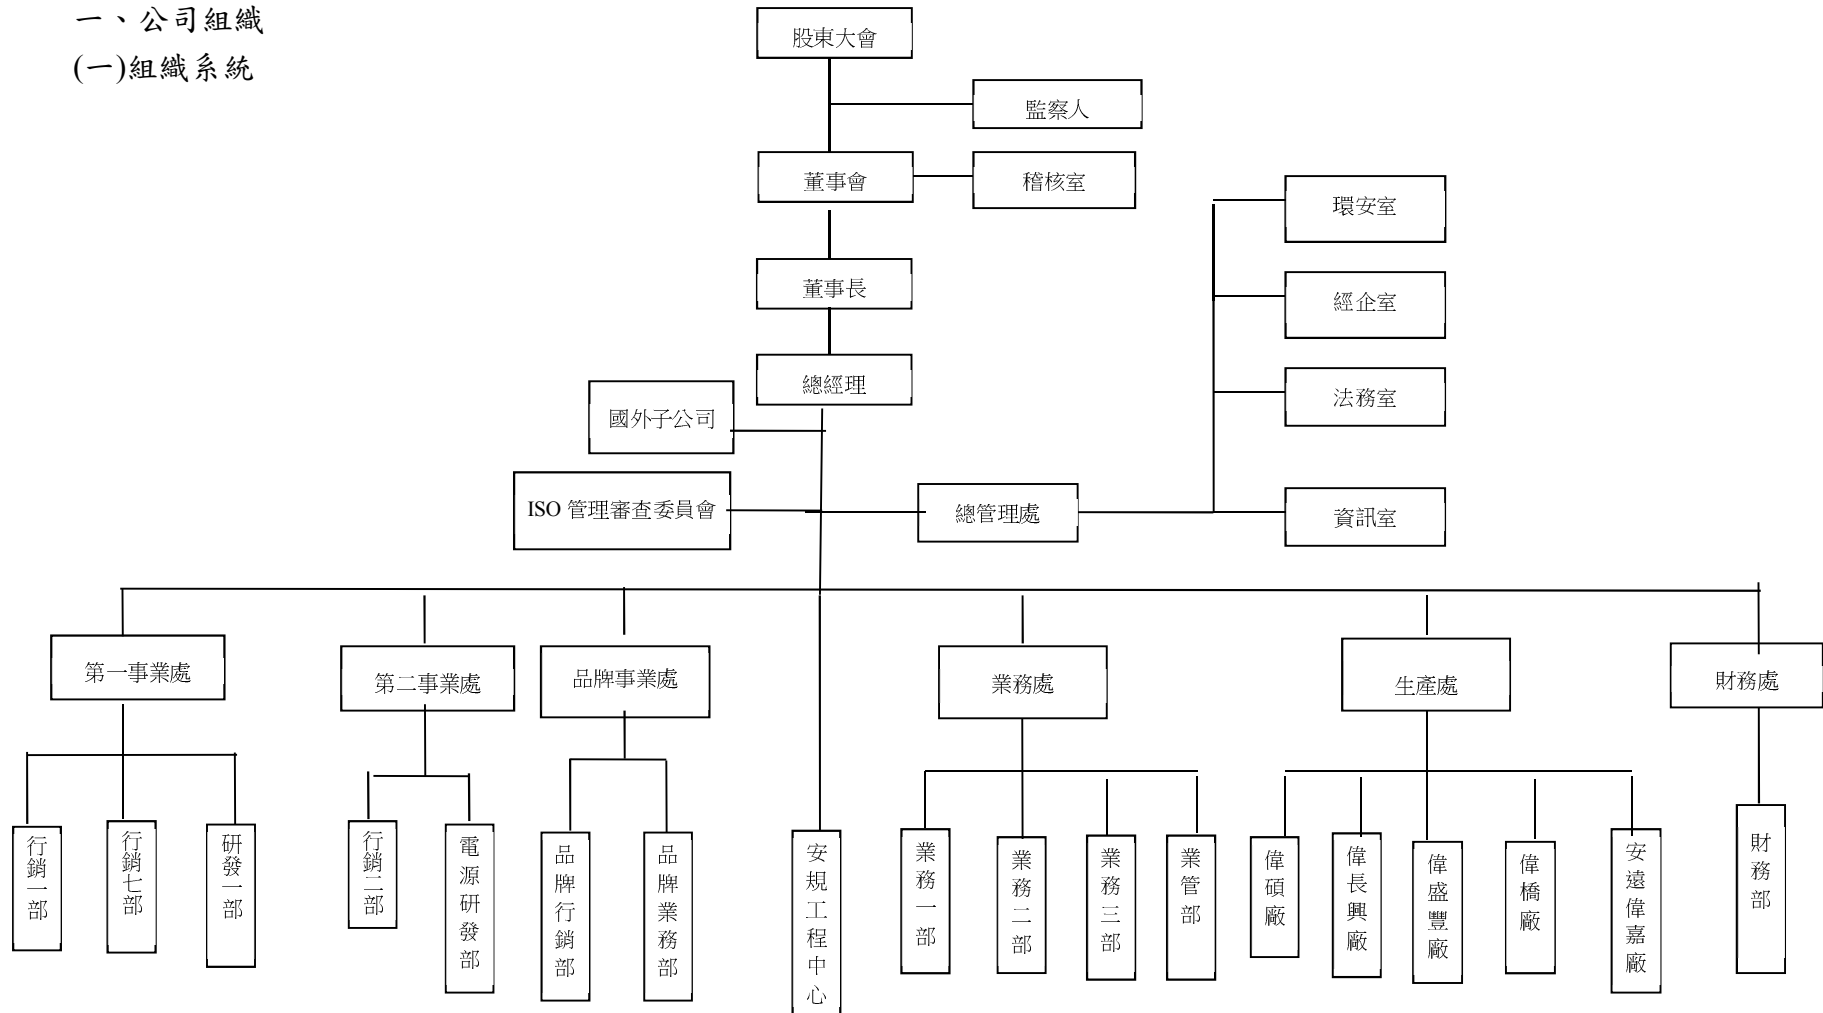 一、公司組織
(一)組織系統
股東大會
監察人
董事會
稽核室
環安室
董事長
經企室
總經理
國外子公司
法務室
ISO 管理審查委員會
總管理處
資訊室
第一事業處
第二事業處
品牌事業處
業務處
生產處
財務處
行銷一部
行銷七部
研發一部
行銷二部
電源研發部
品牌行銷部
品牌業務部
安規工程中心
業務一部
業務二部
業務三部
業管部
偉碩廠
偉長興廠
偉盛豐廠
偉橋廠
安遠偉嘉廠
財務部